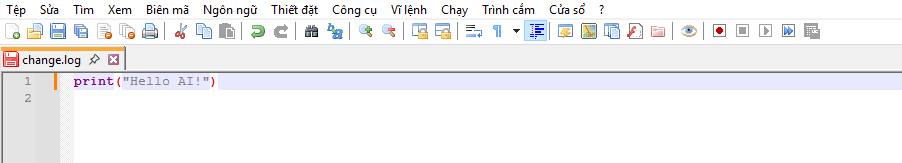 Tệp Sửa Tìm Xem Biên mã Ngôn ngữ Thiết đặt Công cụ Vĩ lệnh Chạy Trình cắm Cửa sổ ?
change.log
1 print("Hello AI!")
2